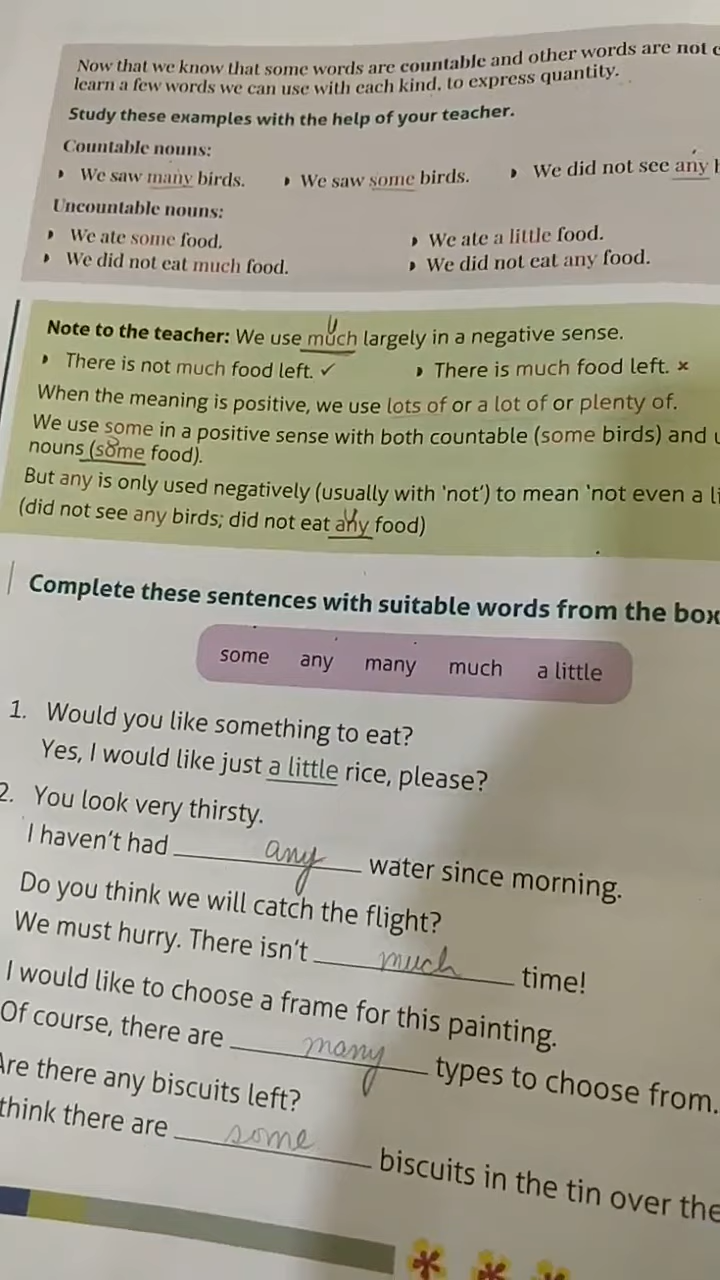 Now that we know that some words are countable and other words are not
learn a few words we can use with each kind, to express quantity.
Study these examples with the help of your teacher.
Countable nouns:
We saw many birds. We saw some birds. We did not see any
Uncountable nouns:
We ate some food. We ate a little food.
We did not eat much food. We did not eat any food.
Note to the teacher: We use much largely in a negative sense.
There is not much food left. ✓ There is much food left. ×
When the meaning is positive, we use lots of or a lot of or plenty of.
We use some in a positive sense with both countable (some birds) and
nouns (some food).
But any is only used negatively (usually with 'not') to mean 'not even a
(did not see any birds; did not eat any food)
Complete these sentences with suitable words from the box
some any many much a little
1. Would you like something to eat?
Yes, I would like just a little rice, please?
2. You look very thirsty.
I haven't had any water since morning.
Do you think we will catch the flight?
We must hurry. There isn't much time!
I would like to choose a frame for this painting.
Of course, there are many types to choose from.
Are there any biscuits left?
think there are some biscuits in the tin over the